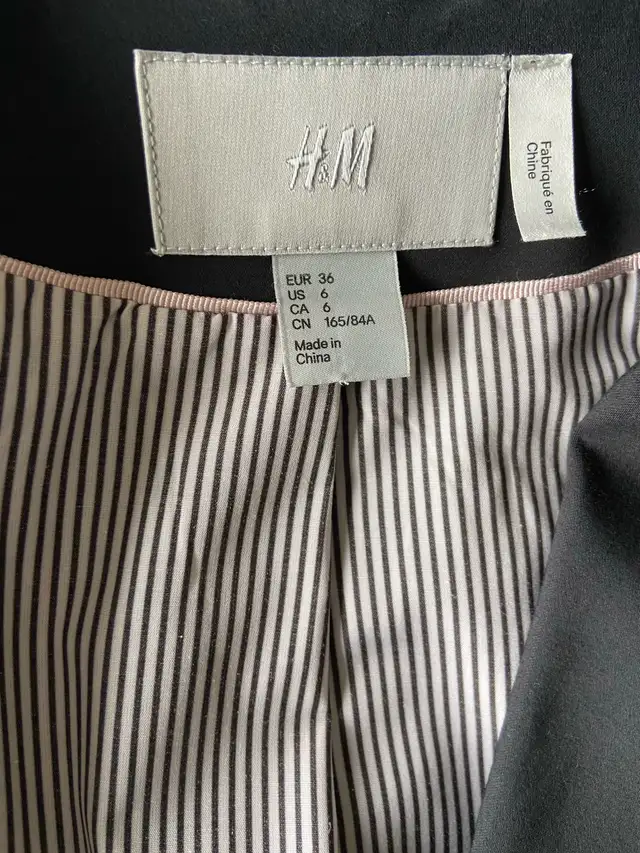 H&M
Fabriqué en
Chine
EUR 36
US 6
CA 6
CN 165/84A
Made in
China